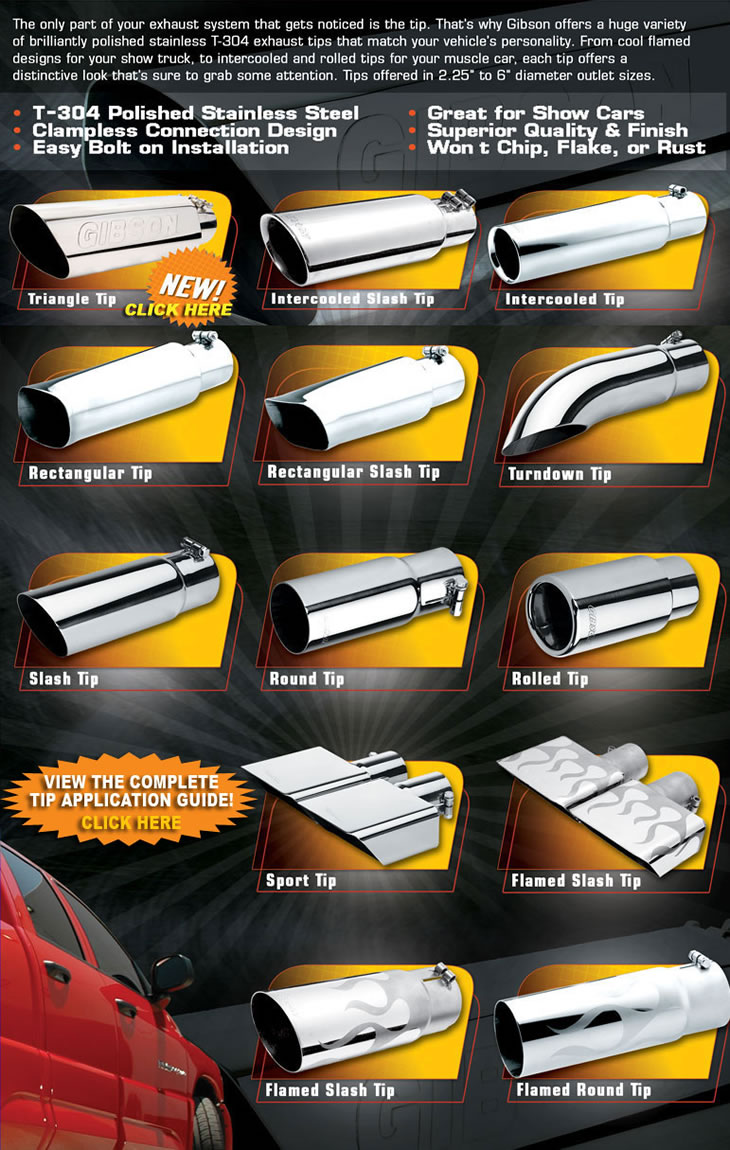 The only part of your exhaust system that gets noticed is the tip. That's why Gibson offers a huge variety
of brilliantly polished stainless T-304 exhaust tips that match your vehicle's personality. From cool flamed
designs for your show truck, to intercooled and rolled tips for your muscle car, each tip offers a
distinctive look that's sure to grab some attention. Tips offered in 2.25" to 6" diameter outlet sizes.
• T-304 Polished Stainless Steel
• Clampless Connection Design
• Easy Bolt on Installation
• Great for Show Cars
• Superior Quality & Finish
• Won t Chip, Flake, or Rust
GIBSON
Triangle Tip
NEW!
CLICK HERE
Intercooled Slash Tip
Intercooled Tip
Rectangular Tip
Rectangular Slash Tip
Turndown Tip
Slash Tip
Round Tip
Rolled Tip
VIEW THE COMPLETE
TIP APPLICATION GUIDE!
CLICK HERE
Sport Tip
Flamed Slash Tip
Flamed Slash Tip
Flamed Round Tip